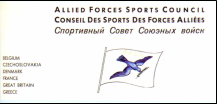 ALLIED FORCES SPORTS COUNCIL
CONSEIL DES SPORTS DES FORCES ALLIÉES
Спортивный Совет Союзных войск
BELGIUM
CZECHOSLOVAKIA
DENMARK
FRANCE
GREAT BRITAIN
GREECE